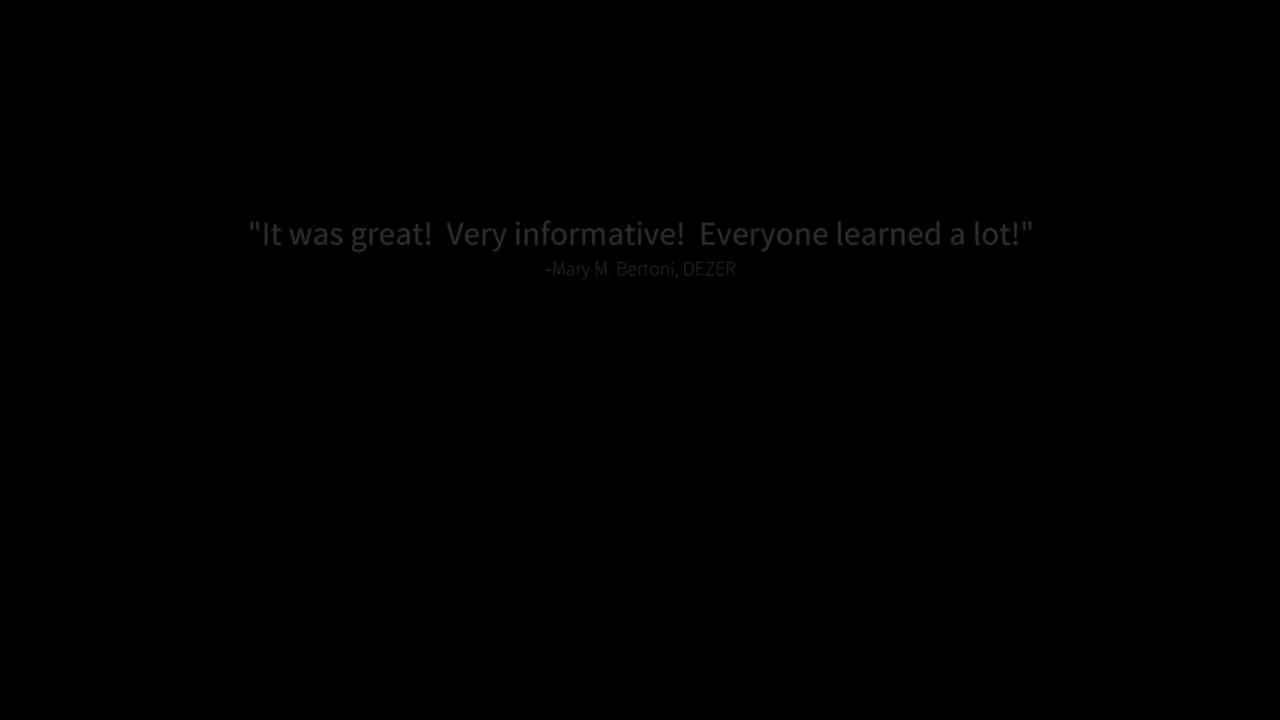 "It was great!  Very informative!  Everyone learned a lot!"
-Mary M. Bertoni, DEZER